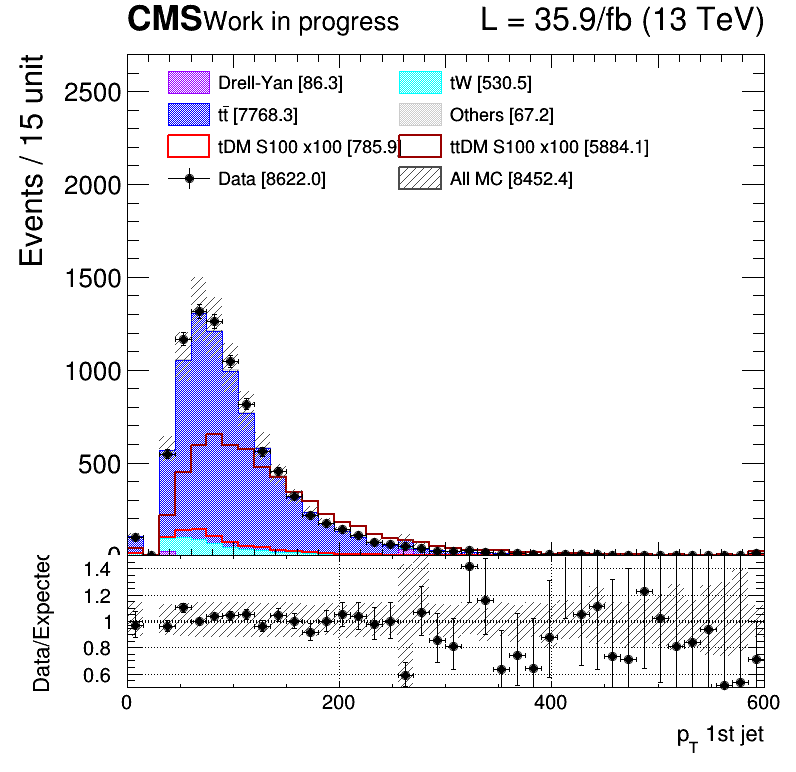 CMS Work in progress L = 35.9/fb (13 TeV)
Events / 15 unit
2500
2000
1500
1000
500
0
Drell-Yan [86.3] tW [530.5]
tt̄ [7768.3] Others [67.2]
tDM S100 x100 [785.9] ttDM S100 x100 [5884.1]
Data [8622.0] All MC [8452.4]
Data/Expected
1.4
1.2
1
0.8
0.6
0 200 400 600
p_T 1st jet